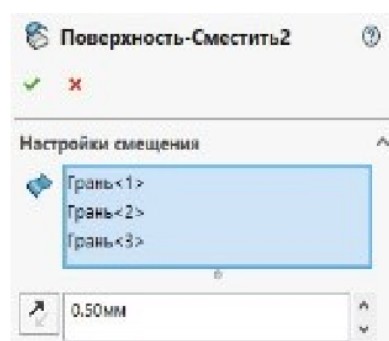 Поверхность-Сместить2
Настройки смещения
Грань<1>
Грань<2>
Грань<3>
0.50мм